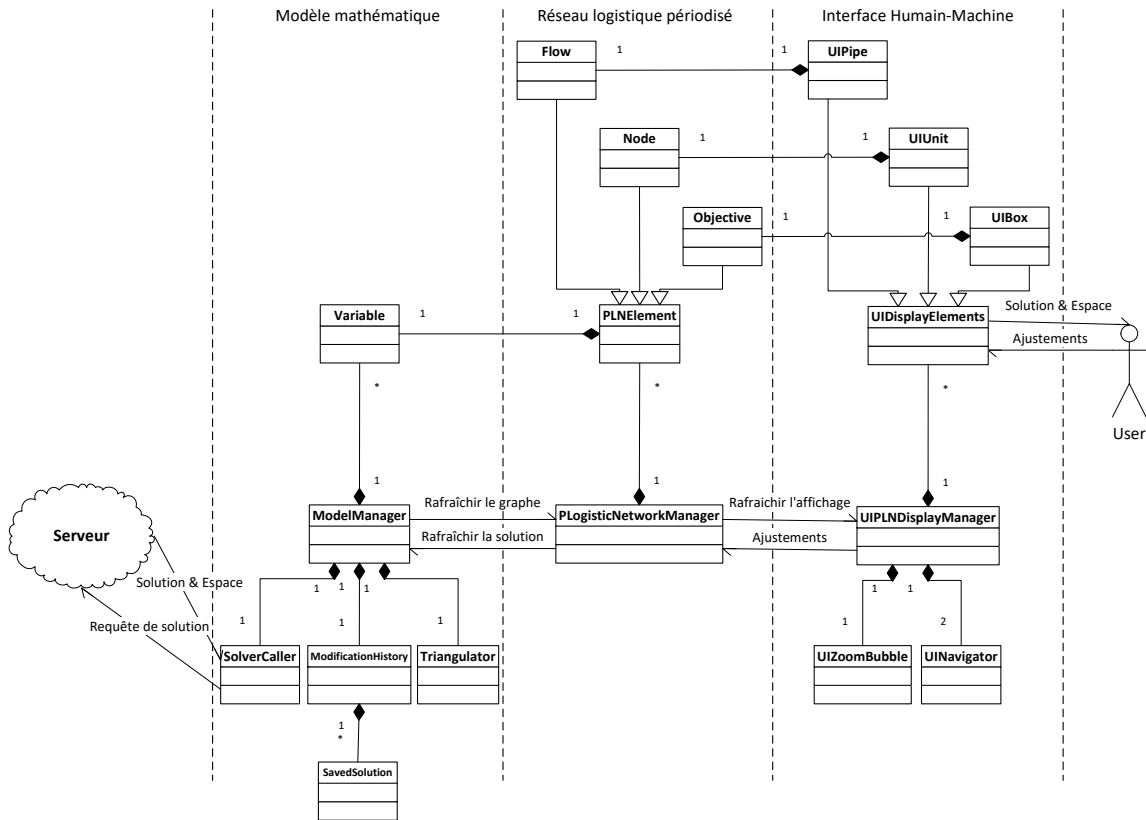 Modèle mathématique
Réseau logistique périodisé
Interface Humain-Machine
Flow
1
1
UIPipe
Node
1
1
UIUnit
Objective
1
1
UIBox
Variable
1
1
PLNElement
UIDisplayElements
Solution & Espace
Ajustements
User
*
*
*
1
1
1
ModelManager
Rafraîchir le graphe
Rafraîchir la solution
PLogisticNetworkManager
Rafraichir l'affichage
Ajustements
UIPLNDisplayManager
Serveur
Solution & Espace
Requête de solution
1
1
1
1
1
1
1
1
1
2
SolverCaller
ModificationHistory
Triangulator
UIZoomBubble
UINavigator
1
*
SavedSolution